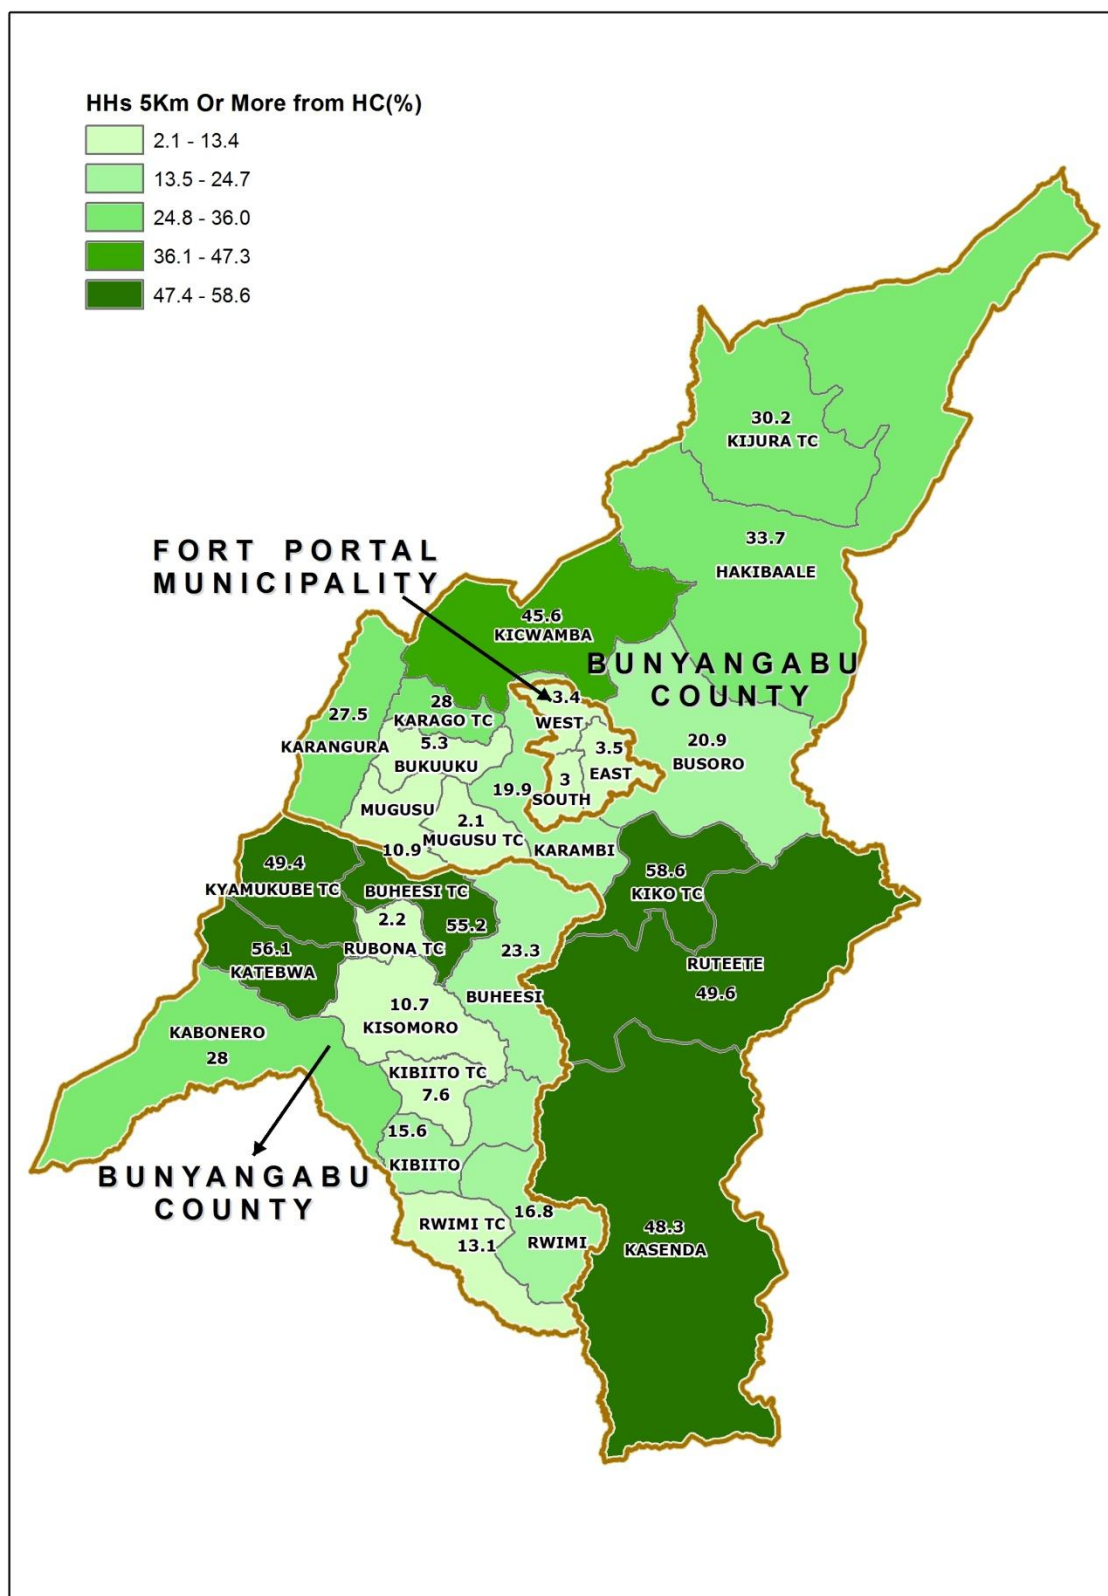 HHs 5Km Or More from HC(%)
2.1 - 13.4
13.5 - 24.7
24.8 - 36.0
36.1 - 47.3
47.4 - 58.6
30.2
KIJURA TC
33.7
HAKIBAALE
FORT PORTAL
MUNICIPALITY
45.6
KICWAMBA
BUNYANGABU
COUNTY
27.5
KARANGURA
28
KARAGO TC
3.4
WEST
5.3
BUKUUKU
3.5
EAST
20.9
BUSORO
19.9
3
SOUTH
MUGUSU
2.1
MUGUSU TC
10.9
KARAMBI
49.4
KYAMUKUBE TC
BUHEESI TC
55.2
58.6
KIKO TC
2.2
RUBONA TC
56.1
KATEBWA
23.3
BUHEESI
RUTEETE
49.6
10.7
KISOMORO
KABONERO
28
KIBIITO TC
7.6
15.6
KIBIITO
BUNYANGABU
COUNTY
RWIMI TC
13.1
16.8
RWIMI
48.3
KASENDA